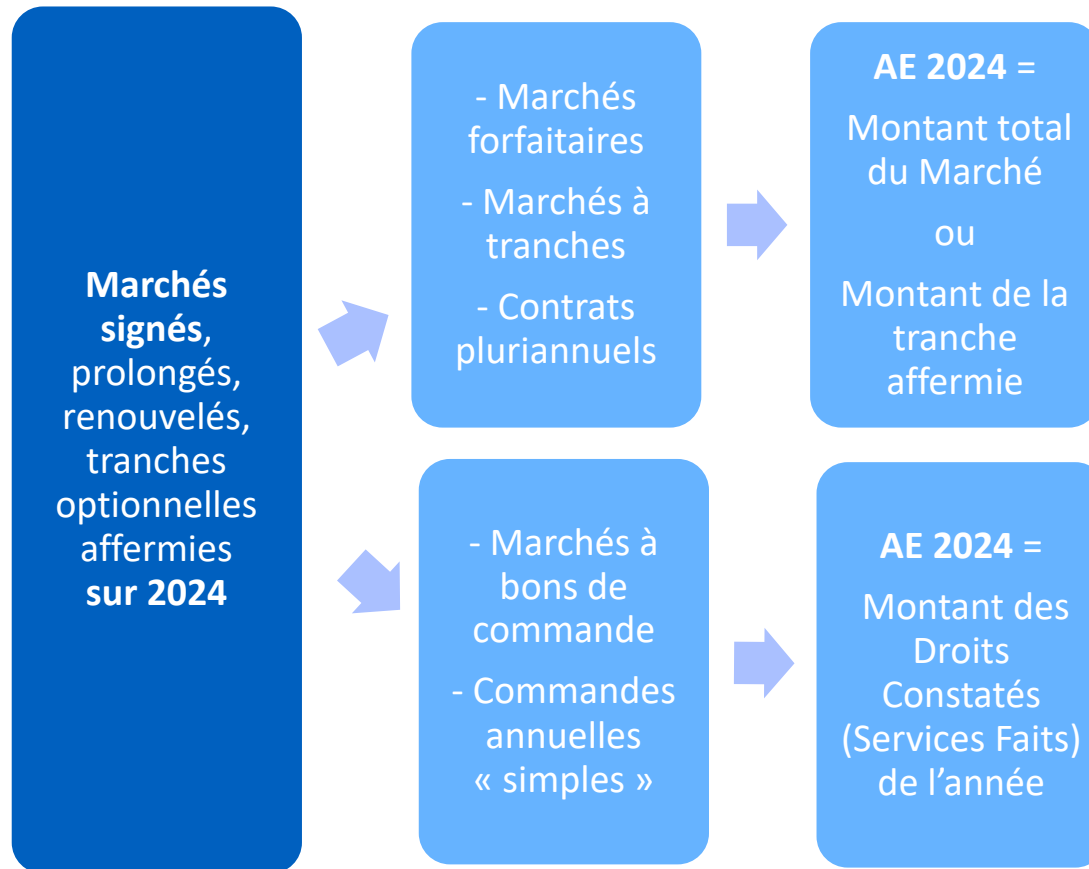 Marchés
signés,
prolongés,
renouvelés,
tranches
optionnelles
affermies
sur 2024
- Marchés
forfaitaires
- Marchés à
tranches
- Contrats
pluriannuels
AE 2024 =
Montant total
du Marché
ou
Montant de la
tranche
affermie
- Marchés à
bons de
commande
- Commandes
annuelles
« simples »
AE 2024 =
Montant des
Droits
Constatés
(Services Faits)
de l’année